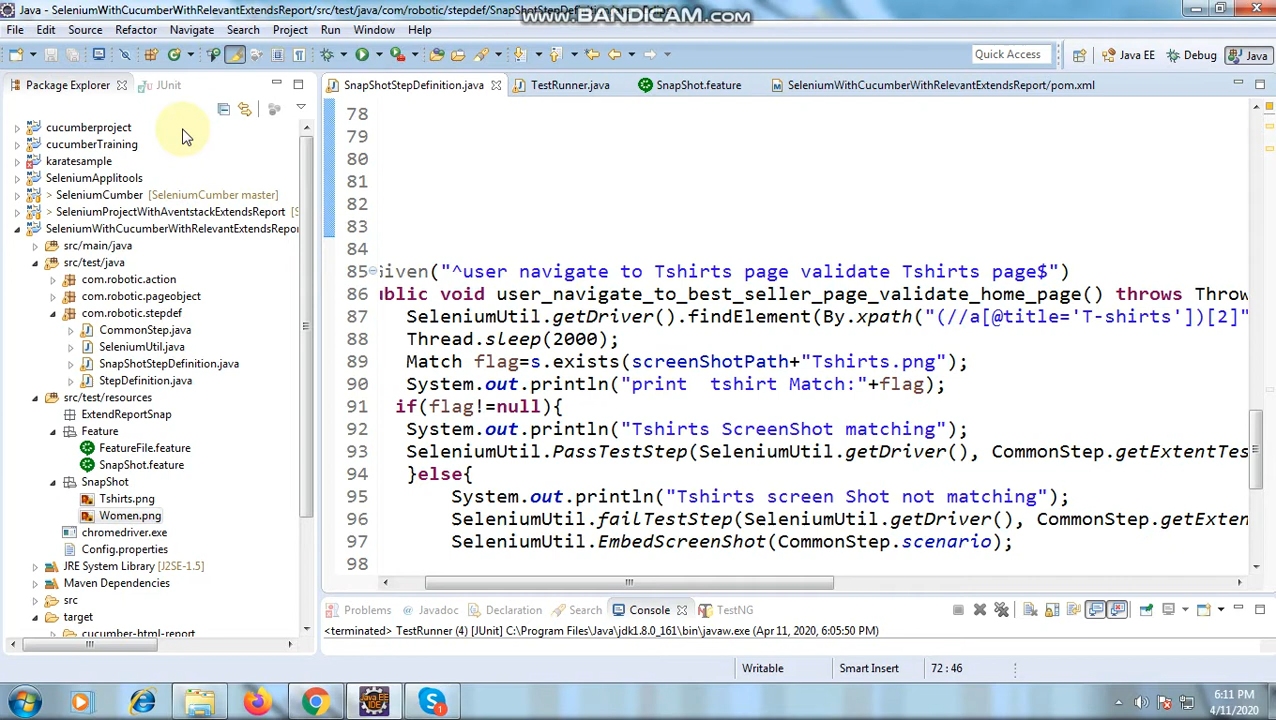 Java - SeleniumWithCucumberWithRelevantExtendsReport/src/test/java/com/robotic/stepdef/SnapShotStepDefinition.java
www.BANDICAM.com
File Edit Source Refactor Navigate Search Project Run Window Help
Quick Access Java EE Debug Java
Package Explorer JUnit
SnapShotStepDefinition.java TestRunner.java SnapShot.feature SeleniumWithCucumberWithRelevantExtendsReport/pom.xml
cucumberproject
cucumberTraining
karatesample
SeleniumApplitools
> SeleniumCumber [SeleniumCumber master]
> SeleniumProjectWithAventstackExtendsReport [S
SeleniumWithCucumberWithRelevantExtendsRepor
src/main/java
src/test/java
com.robotic.action
com.robotic.pageobject
com.robotic.stepdef
CommonStep.java
SeleniumUtil.java
SnapShotStepDefinition.java
StepDefinition.java
src/test/resources
ExtendReportSnap
Feature
FeatureFile.feature
SnapShot.feature
SnapShot
Tshirts.png
Women.png
chromedriver.exe
Config.properties
JRE System Library [J2SE-1.5]
Maven Dependencies
src
target
cucumber-html-report
78
79
80
81
82
83
84
85 Given("^user navigate to Tshirts page validate Tshirts page$")
86 ublic void user_navigate_to_best_seller_page_validate_home_page() throws Throw
87 SeleniumUtil.getDriver().findElement(By.xpath("(//a[@title='T-shirts'])[2]"
88 Thread.sleep(2000);
89 Match flag=s.exists(screenShotPath+"Tshirts.png");
90 System.out.println("print  tshirt Match:"+flag);
91 if(flag!=null){
92 System.out.println("Tshirts ScreenShot matching");
93 SeleniumUtil.PassTestStep(SeleniumUtil.getDriver(), CommonStep.getExtentTes
94 }else{
95 System.out.println("Tshirts screen Shot not matching");
96 SeleniumUtil.failTestStep(SeleniumUtil.getDriver(), CommonStep.getExten
97 SeleniumUtil.EmbedScreenShot(CommonStep.scenario);
98
Problems Javadoc Declaration Search Console TestNG
<terminated> TestRunner (4) [JUnit] C:\Program Files\Java\jdk1.8.0_161\bin\javaw.exe (Apr 11, 2020, 6:05:50 PM)
Writable Smart Insert 72 : 46
6:11 PM
4/11/2020